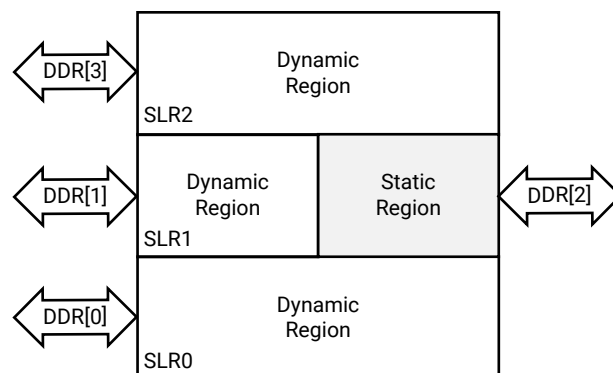 Dynamic
Region
DDR[3]
SLR2
Dynamic
Region
Static
Region
DDR[1]
DDR[2]
SLR1
Dynamic
Region
DDR[0]
SLR0